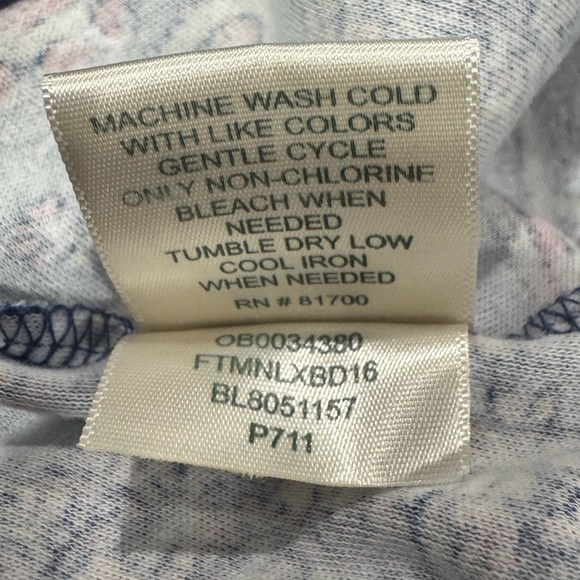 MACHINE WASH COLD
WITH LIKE COLORS
GENTLE CYCLE
ONLY NON-CHLORINE
BLEACH WHEN
NEEDED
TUMBLE DRY LOW
COOL IRON
WHEN NEEDED
RN # 81700
OB0034380
FTMNLXBD16
BL8051157
P711